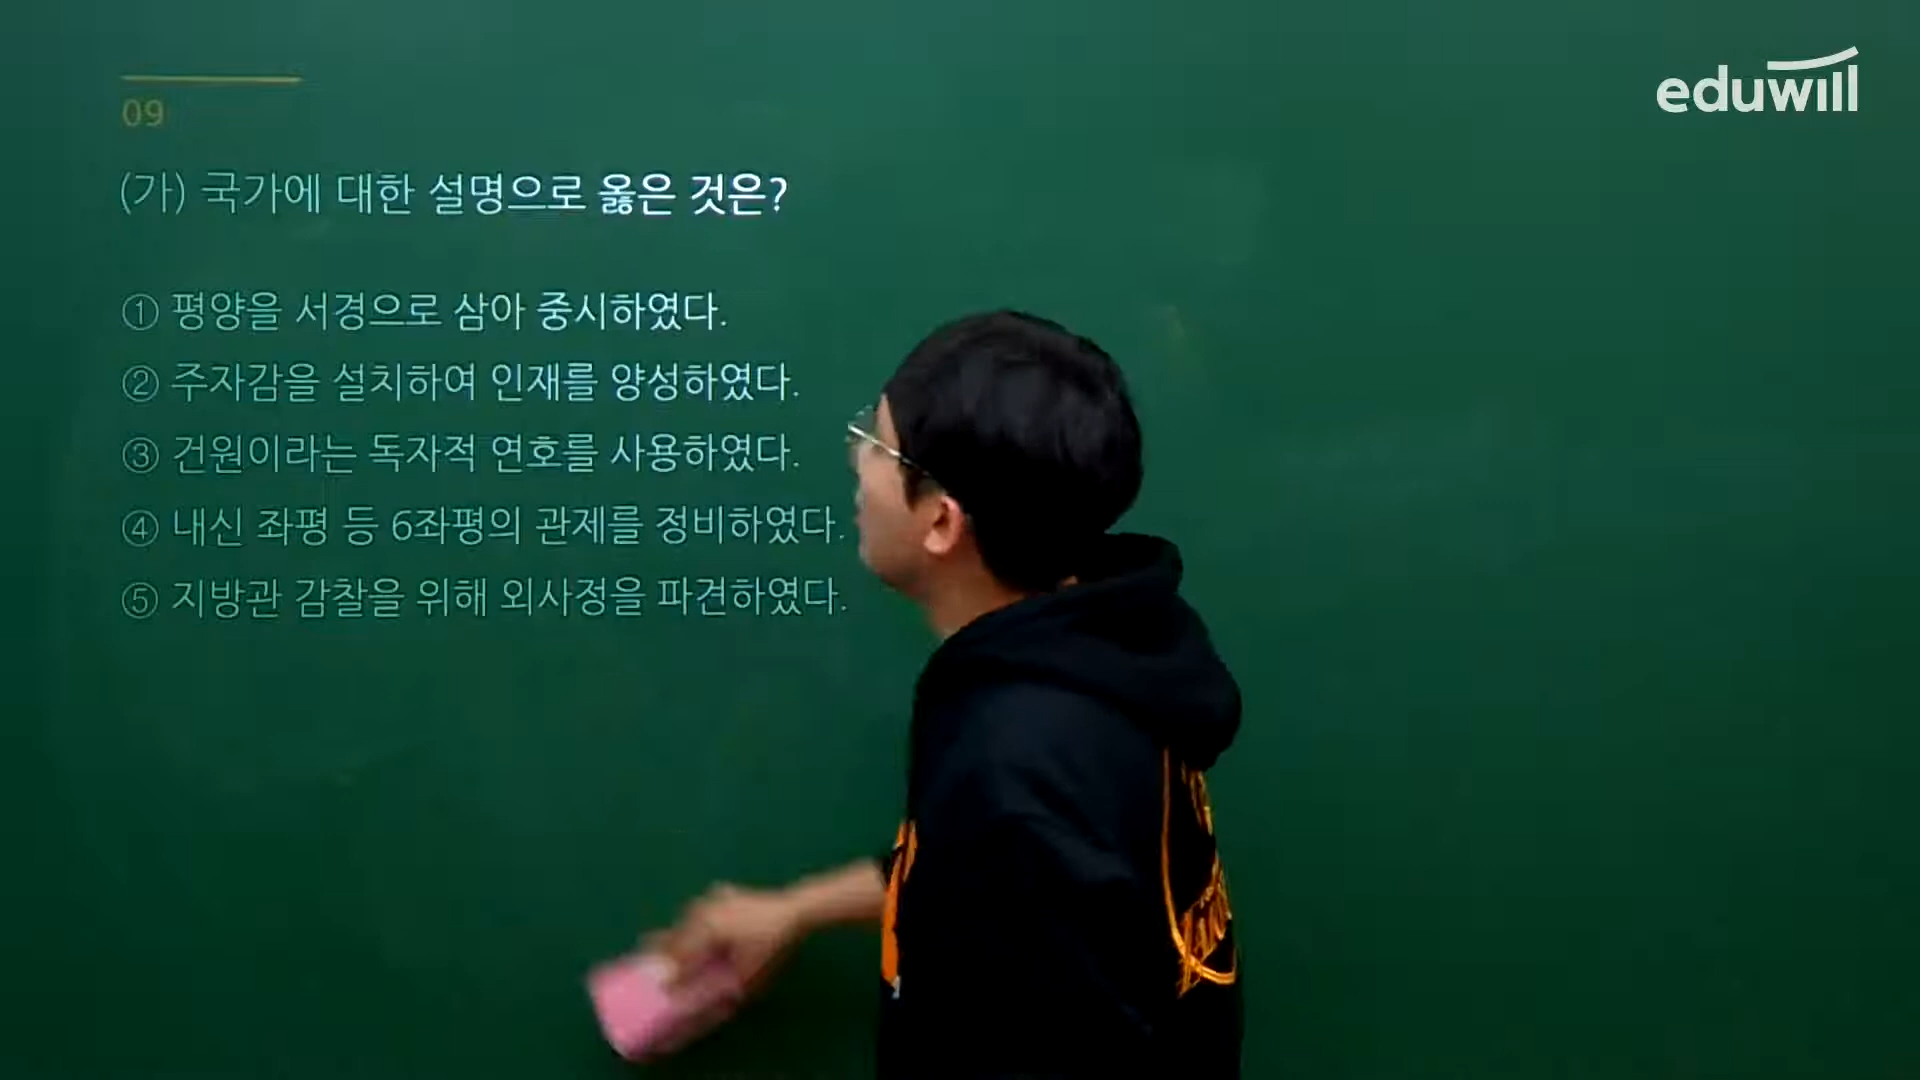 eduwill
09
(가) 국가에 대한 설명으로 옳은 것은?
① 평양을 서경으로 삼아 중시하였다.
② 주자감을 설치하여 인재를 양성하였다.
③ 건원이라는 독자적 연호를 사용하였다.
④ 내신 좌평 등 6좌평의 관제를 정비하였다.
⑤ 지방관 감찰을 위해 외사정을 파견하였다.